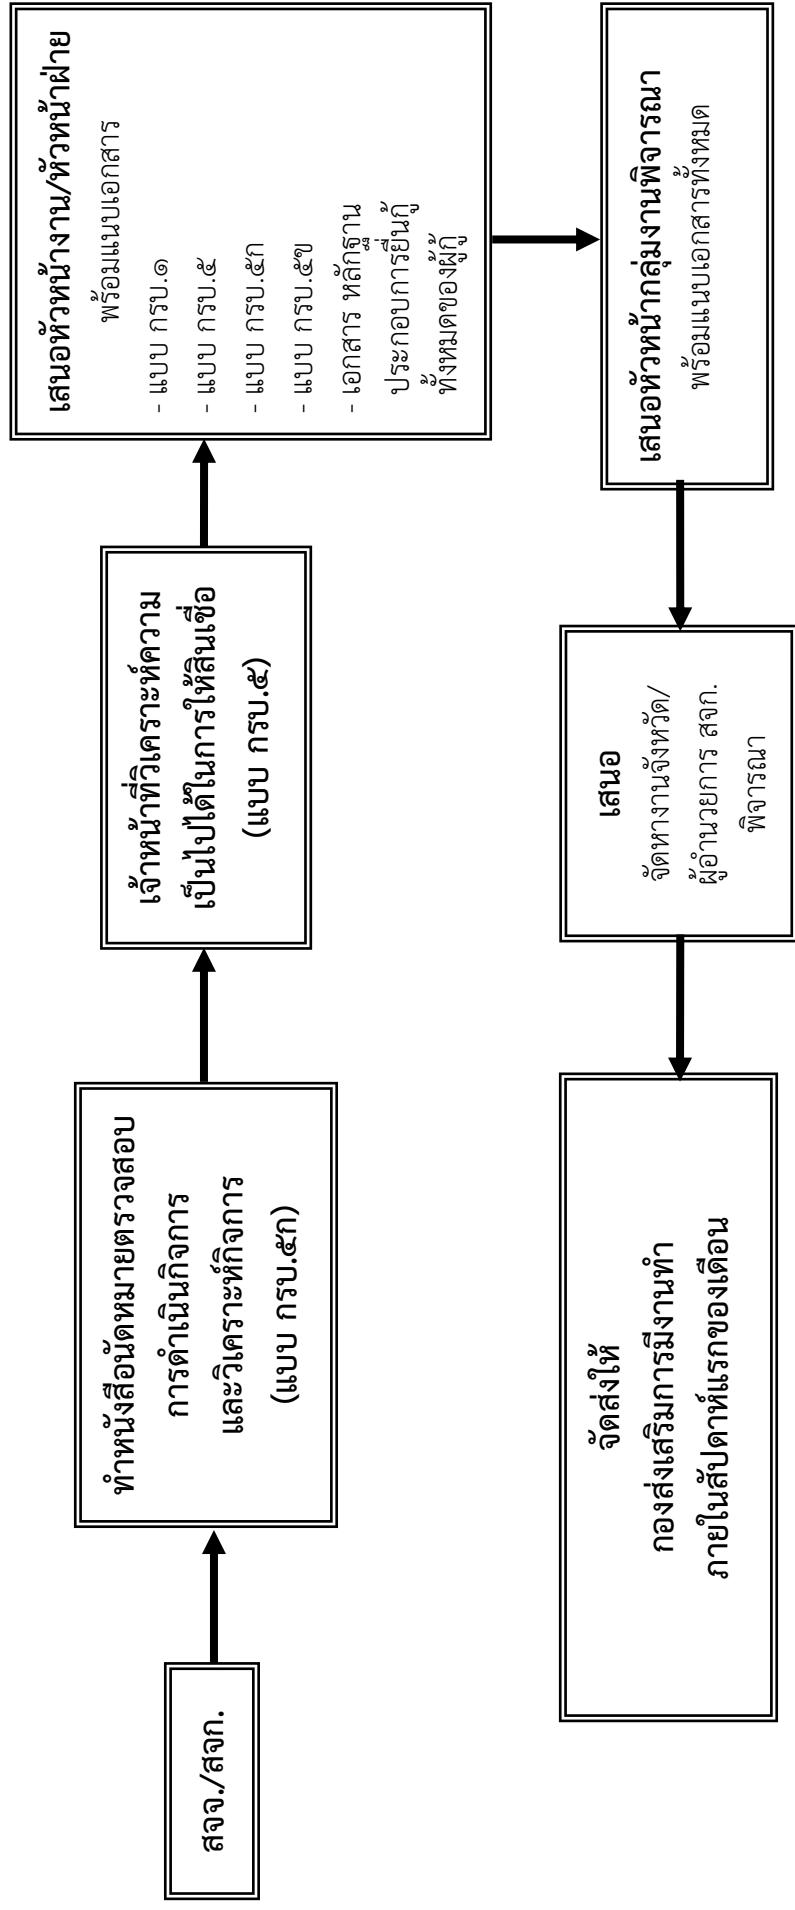 สจจ./สจก.
ทำหนังสือนัดหมายตรวจสอบ
การดำเนินกิจการ
และวิเคราะห์กิจการ
(แบบ กรบ.๕ก)
เจ้าหน้าที่วิเคราะห์ความ
เป็นไปได้ในการให้สินเชื่อ
(แบบ กรบ.๕)
เสนอหัวหน้างาน/หัวหน้าฝ่าย
พร้อมแนบเอกสาร
- แบบ กรบ.๑
- แบบ กรบ.๕
- แบบ กรบ.๕ก
- แบบ กรบ.๕ข
- เอกสาร หลักฐาน
ประกอบการยื่นกู้
ทั้งหมดของผู้กู้
เสนอหัวหน้ากลุ่มงานพิจารณา
พร้อมแนบเอกสารทั้งหมด
เสนอ
จัดหางานจังหวัด/
ผู้อำนวยการ สจก.
พิจารณา
จัดส่งให้
กองส่งเสริมการมีงานทำ
ภายในสัปดาห์แรกของเดือน